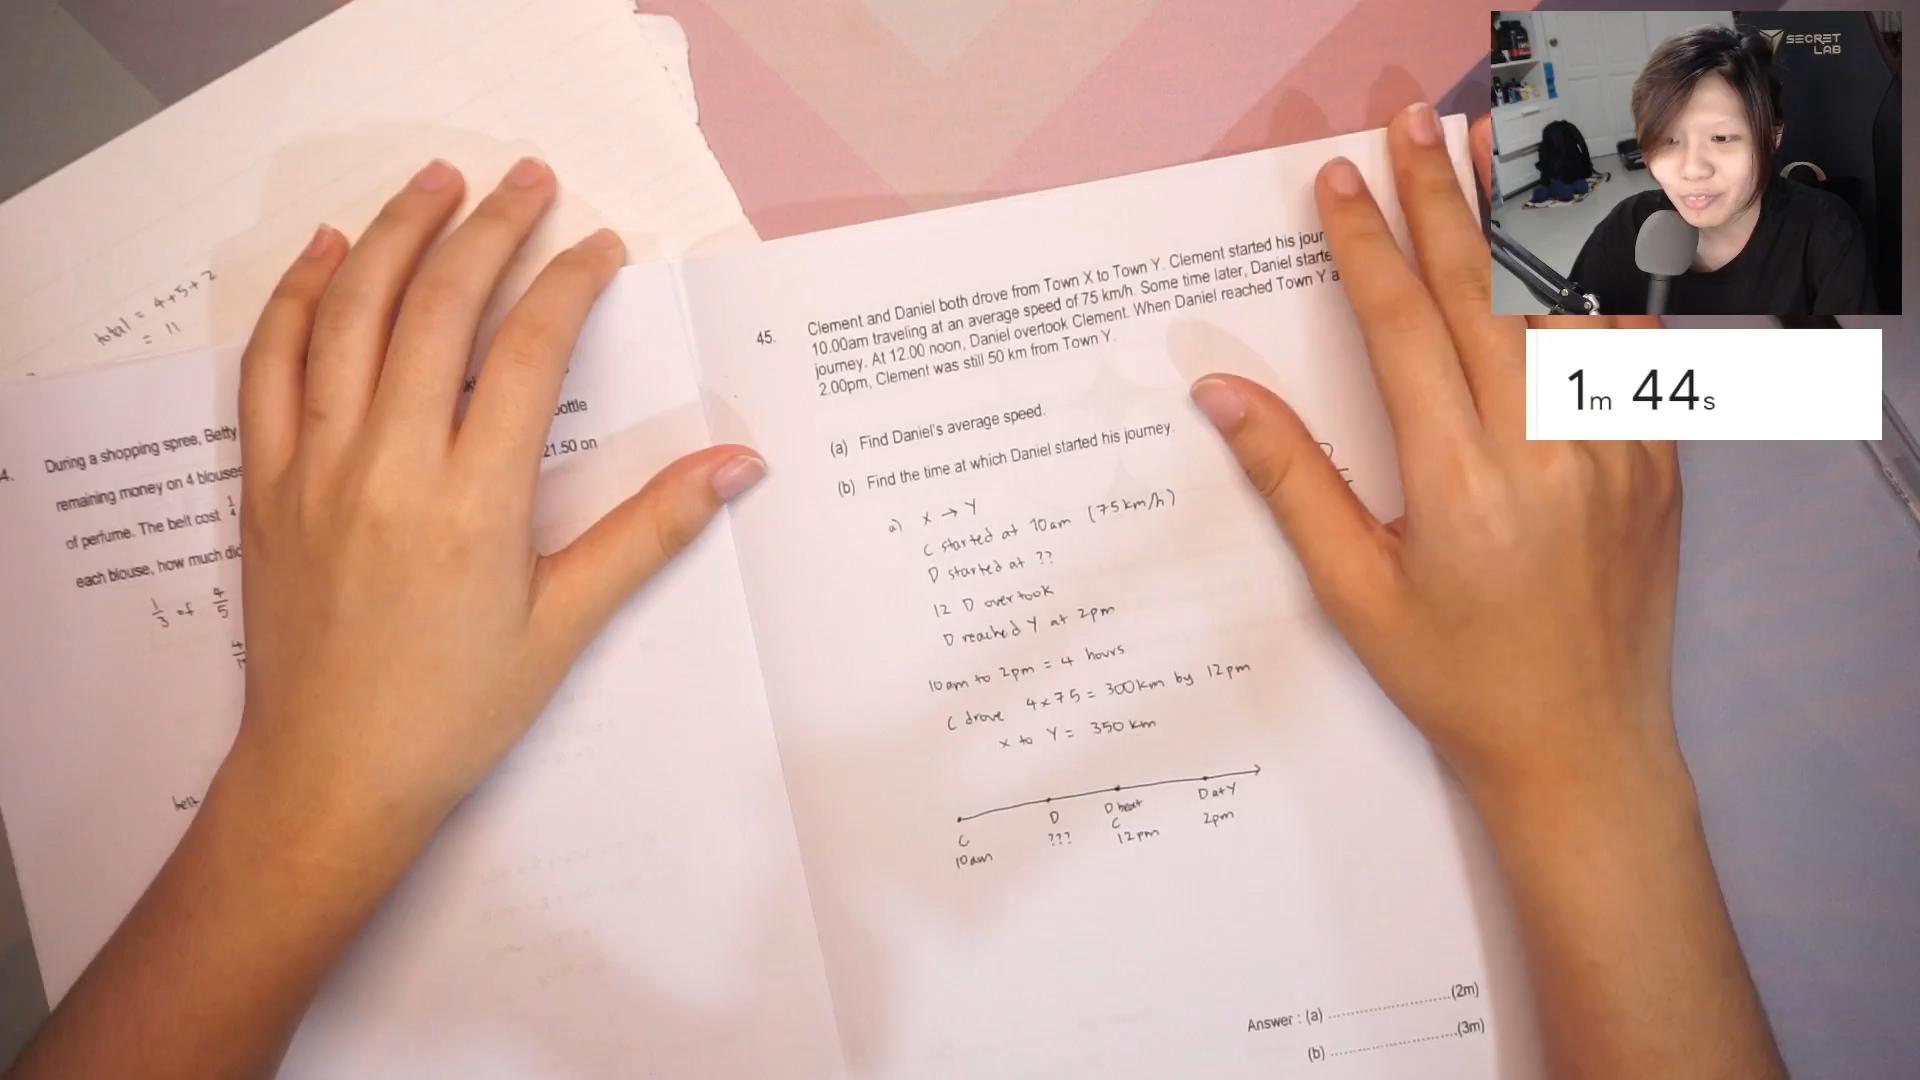 SECRET
LAB
1m 44s
total = 4+5+2
= 11
During a shopping spree, Betty
remaining money on 4 blouses
of perfume. The belt cost 1/4
each blouse, how much did
21.50 on
1/3 of 4/5
belt
45. Clement and Daniel both drove from Town X to Town Y. Clement started his
10.00am traveling at an average speed of 75 km/h. Some time later, Daniel
journey. At 12.00 noon, Daniel overtook Clement. When Daniel reached Town Y
2.00pm, Clement was still 50 km from Town Y.
(a) Find Daniel's average speed.
(b) Find the time at which Daniel started his journey.
a) X → Y
C started at 10am (75km/h)
D started at ??
12 D overtook
D reached Y at 2pm
10am to 2pm = 4 hours
C drove 4×75 = 300km by 12pm
X to Y = 350km
C D D beat D at Y
C
10am ??? 12pm 2pm
Answer : (a) ........................(2m)
(b) ........................(3m)